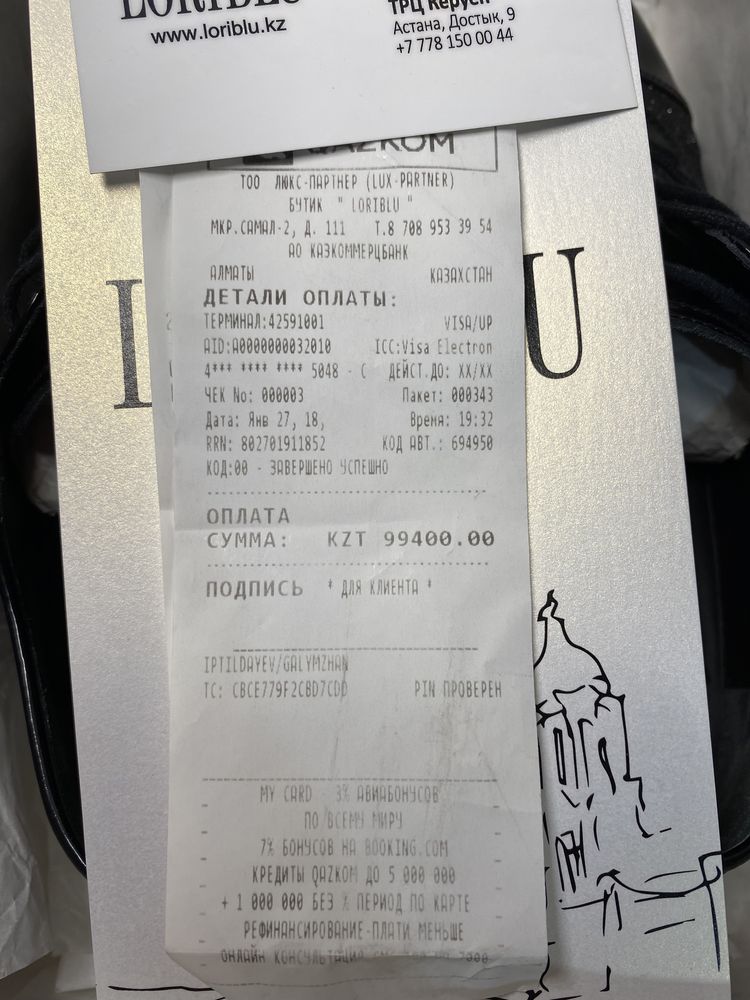 LORIBLU
www.loriblu.kz
ТРЦ Керуен
Астана, Достык, 9
+7 778 150 00 44
QAZKOM
ТОО ЛЮКС-ПАРТНЕР (LUX-PARTNER)
БУТИК " LORIBLU "
МКР.САМАЛ-2, Д. 111 Т.8 708 953 39 54
АО КАЗКОММЕРЦБАНК
АЛМАТЫ КАЗАХСТАН
ДЕТАЛИ ОПЛАТЫ:
ТЕРМИНАЛ:42591001 VISA/UP
AID:A0000000032010 ICC:Visa Electron
4*** **** **** 5048 - C ДЕЙСТ.ДО: XX/XX
ЧЕК No: 000003 Пакет: 000343
Дата: Янв 27, 18, Время: 19:32
RRN: 802701911852 КОД АВТ.: 694950
КОД:00 - ЗАВЕРШЕНО УСПЕШНО
ОПЛАТА
СУММА: KZT 99400.00
ПОДПИСЬ * ДЛЯ КЛИЕНТА *
IPTILDAYEV/GALYMZHAN
TC: CBCE779F2CBD7CDD PIN ПРОВЕРЕН
MY CARD - 3% АВИАБОНУСОВ
ПО ВСЕМУ МИРУ
7% БОНУСОВ НА BOOKING.COM
КРЕДИТЫ QAZKOM ДО 5 000 000
+ 1 000 000 БЕЗ % ПЕРИОД ПО КАРТЕ
РЕФИНАНСИРОВАНИЕ-ПЛАТИ МЕНЬШЕ
ОНЛАЙН КОНСУЛЬТАЦИЯ
L U